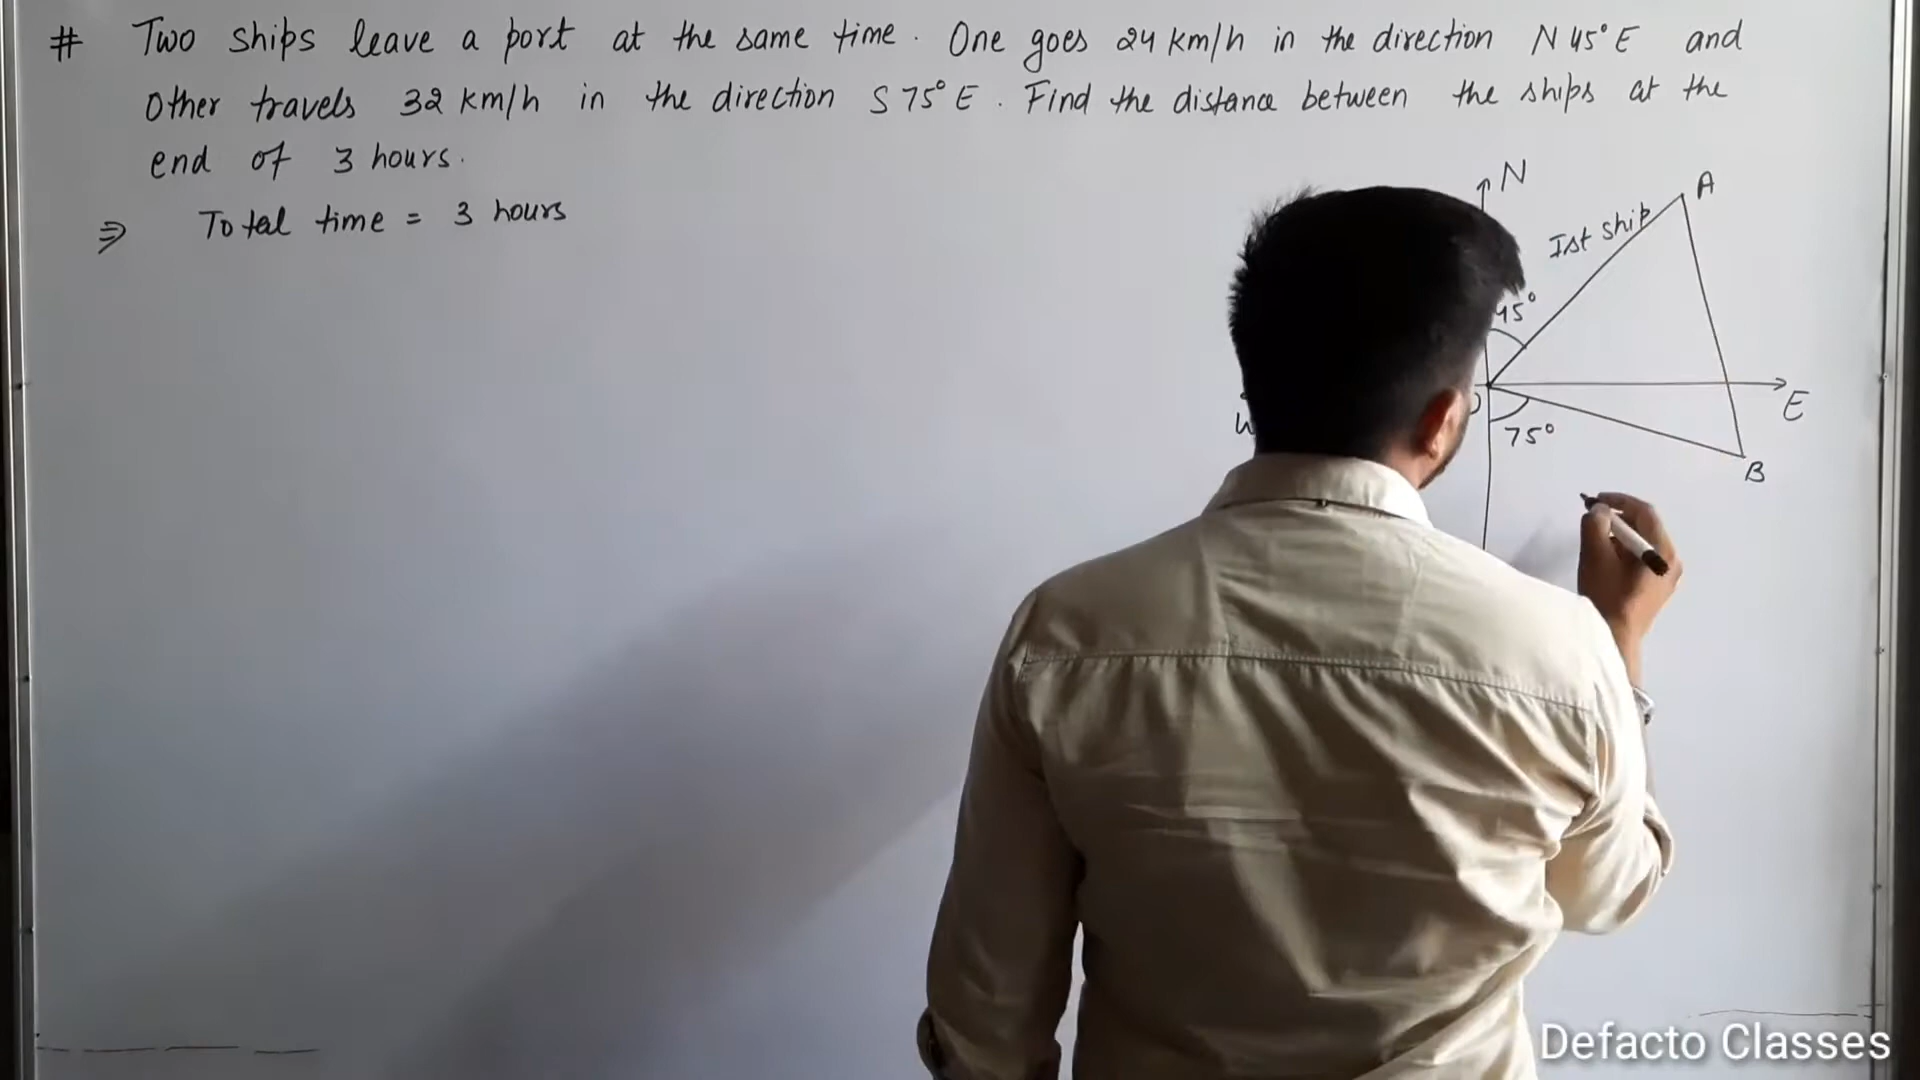 # Two ships leave a port at the same time. One goes 24 km/h in the direction N 45° E and
Other travels 32 km/h in the direction S 75° E. Find the distance between the ships at the
end of 3 hours.
⇒ Total time = 3 hours
N
A
Ist ship
45°
E
75°
B
Defacto Classes